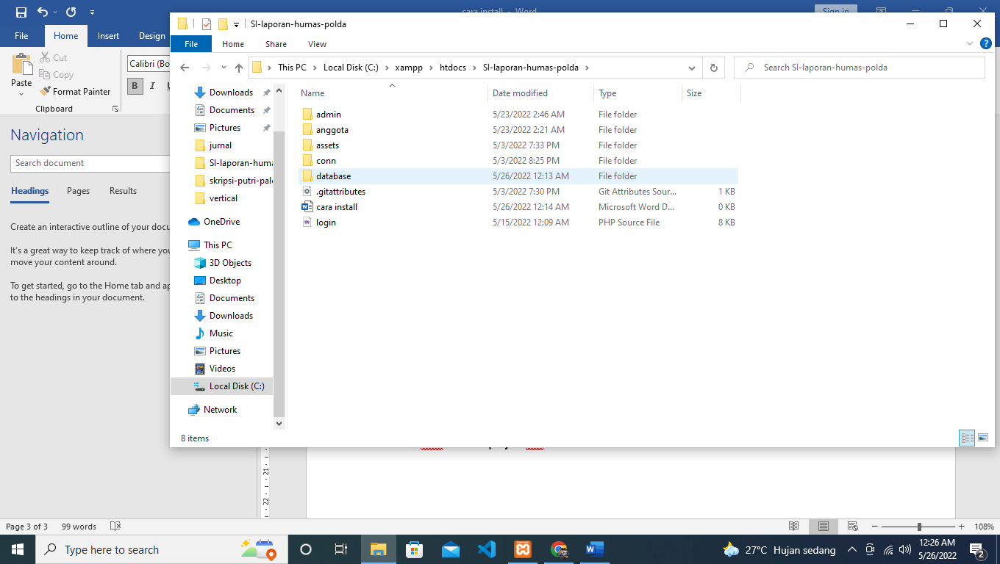 cara install - Word
Sign in
File
Home
Insert
Design
Cut
Copy
Paste
Format Painter
Clipboard
Calibri (Bo
B
I
U
Navigation
Search document
Headings
Pages
Results
Create an interactive outline of your docu
It's a great way to keep track of where you
move your content around.
To get started, go to the Home tab and ap
to the headings in your document.
SI-laporan-humas-polda
File
Home
Share
View
This PC
Local Disk (C:)
xampp
htdocs
SI-laporan-humas-polda
Search SI-laporan-humas-polda
Downloads
Documents
Pictures
jurnal
SI-laporan-huma
skripsi-putri-pale
vertical
OneDrive
This PC
3D Objects
Desktop
Documents
Downloads
Music
Pictures
Videos
Local Disk (C:)
Network
Name Date modified Type Size
admin 5/23/2022 2:46 AM File folder
anggota 5/23/2022 2:21 AM File folder
assets 5/3/2022 7:33 PM File folder
conn 5/3/2022 8:25 PM File folder
database 5/26/2022 12:13 AM File folder
.gitattributes 5/3/2022 7:30 PM Git Attributes Sour... 1 KB
cara install 5/26/2022 12:14 AM Microsoft Word D... 0 KB
login 5/15/2022 12:09 AM PHP Source File 8 KB
8 items
21
22
Page 3 of 3
99 words
108%
Type here to search
27°C Hujan sedang
12:26 AM
5/26/2022
2